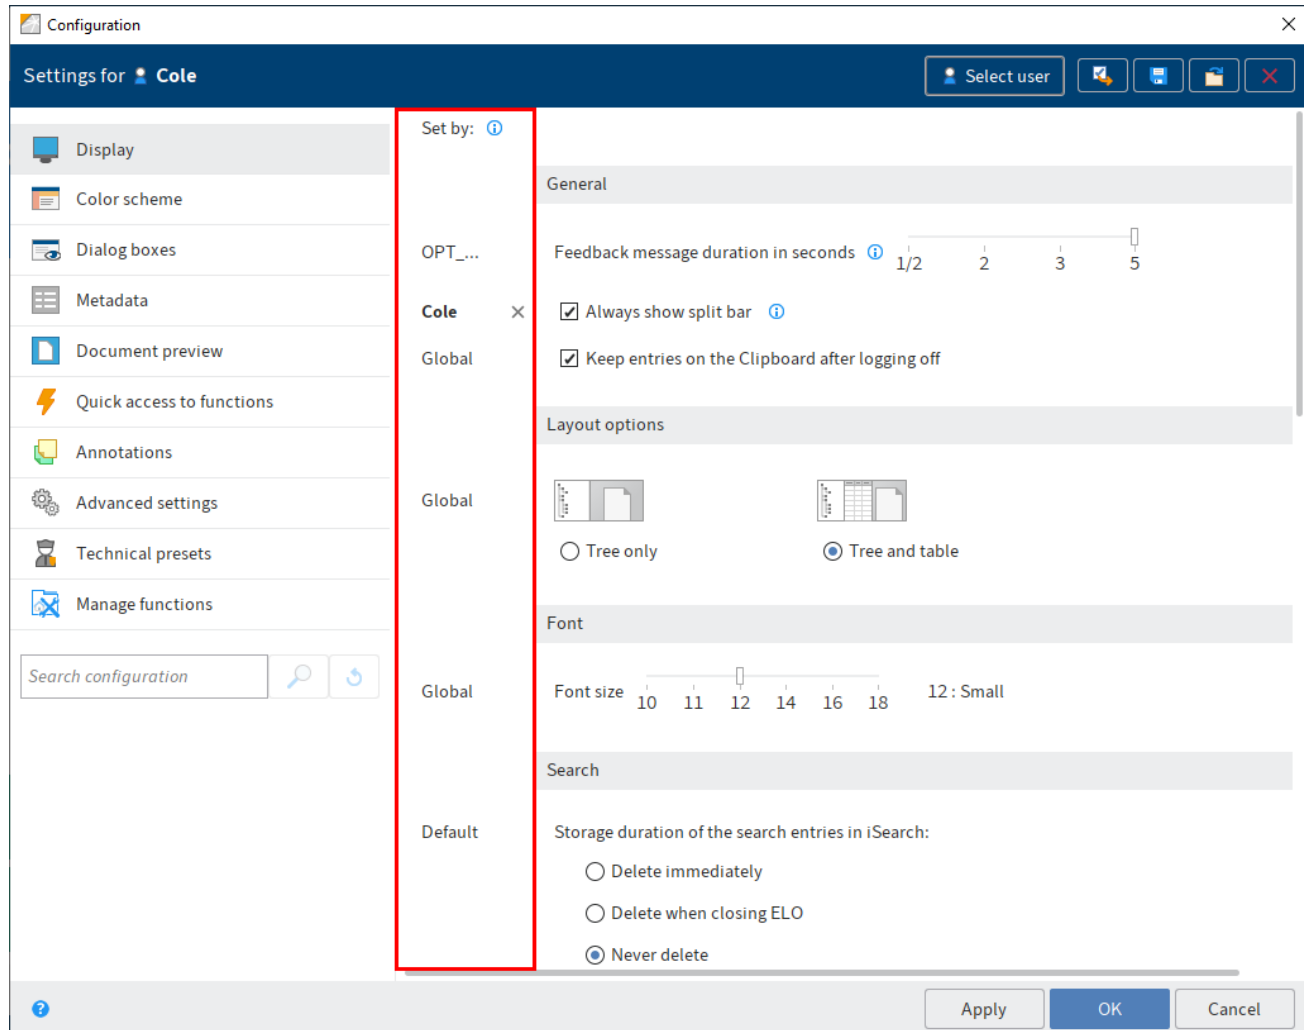 Configuration
Settings for Cole
Select user
Display
Color scheme
Dialog boxes
Metadata
Document preview
Quick access to functions
Annotations
Advanced settings
Technical presets
Manage functions
Search configuration
Set by:
General
OPT_... Feedback message duration in seconds
1/2 2 3 5
Cole Always show split bar
Global Keep entries on the Clipboard after logging off
Layout options
Global
Tree only Tree and table
Font
Global Font size 12 : Small
10 11 12 14 16 18
Search
Default Storage duration of the search entries in iSearch:
Delete immediately
Delete when closing ELO
Never delete
Apply OK Cancel